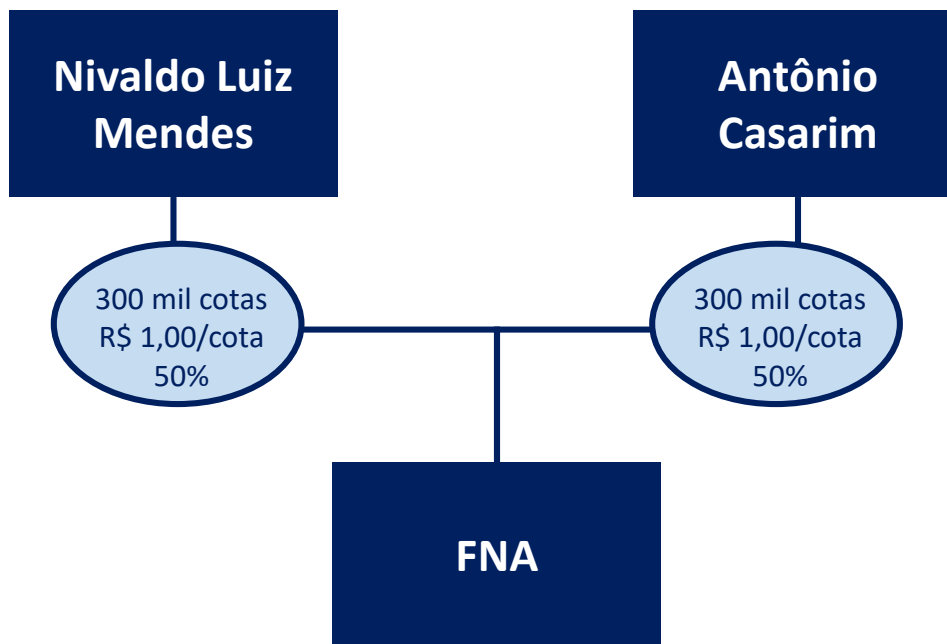 Nivaldo Luiz
Mendes
Antônio
Casarim
300 mil cotas
R$ 1,00/cota
50%
300 mil cotas
R$ 1,00/cota
50%
FNA